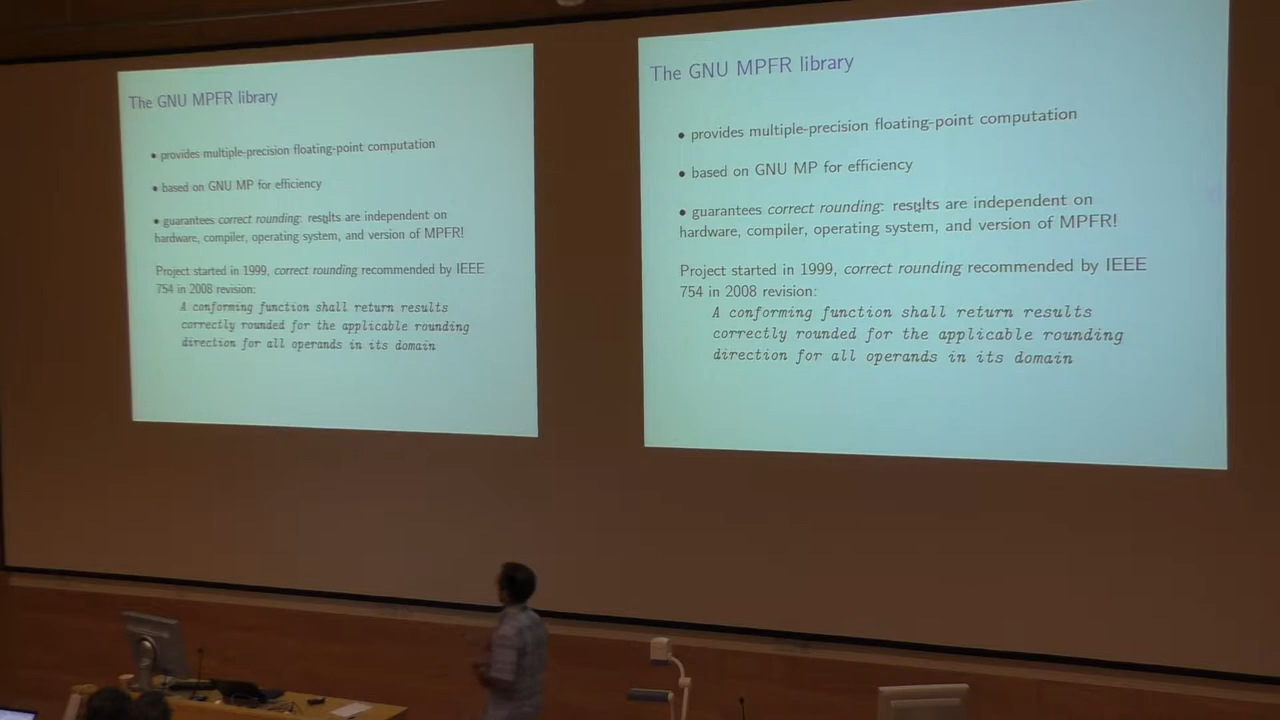 The GNU MPFR library
• provides multiple-precision floating-point computation
• based on GNU MP for efficiency
• guarantees correct rounding: results are independent on
hardware, compiler, operating system, and version of MPFR!
Project started in 1999, correct rounding recommended by IEEE
754 in 2008 revision:
A conforming function shall return results
correctly rounded for the applicable rounding
direction for all operands in its domain
The GNU MPFR library
• provides multiple-precision floating-point computation
• based on GNU MP for efficiency
• guarantees correct rounding: results are independent on
hardware, compiler, operating system, and version of MPFR!
Project started in 1999, correct rounding recommended by IEEE
754 in 2008 revision:
A conforming function shall return results
correctly rounded for the applicable rounding
direction for all operands in its domain